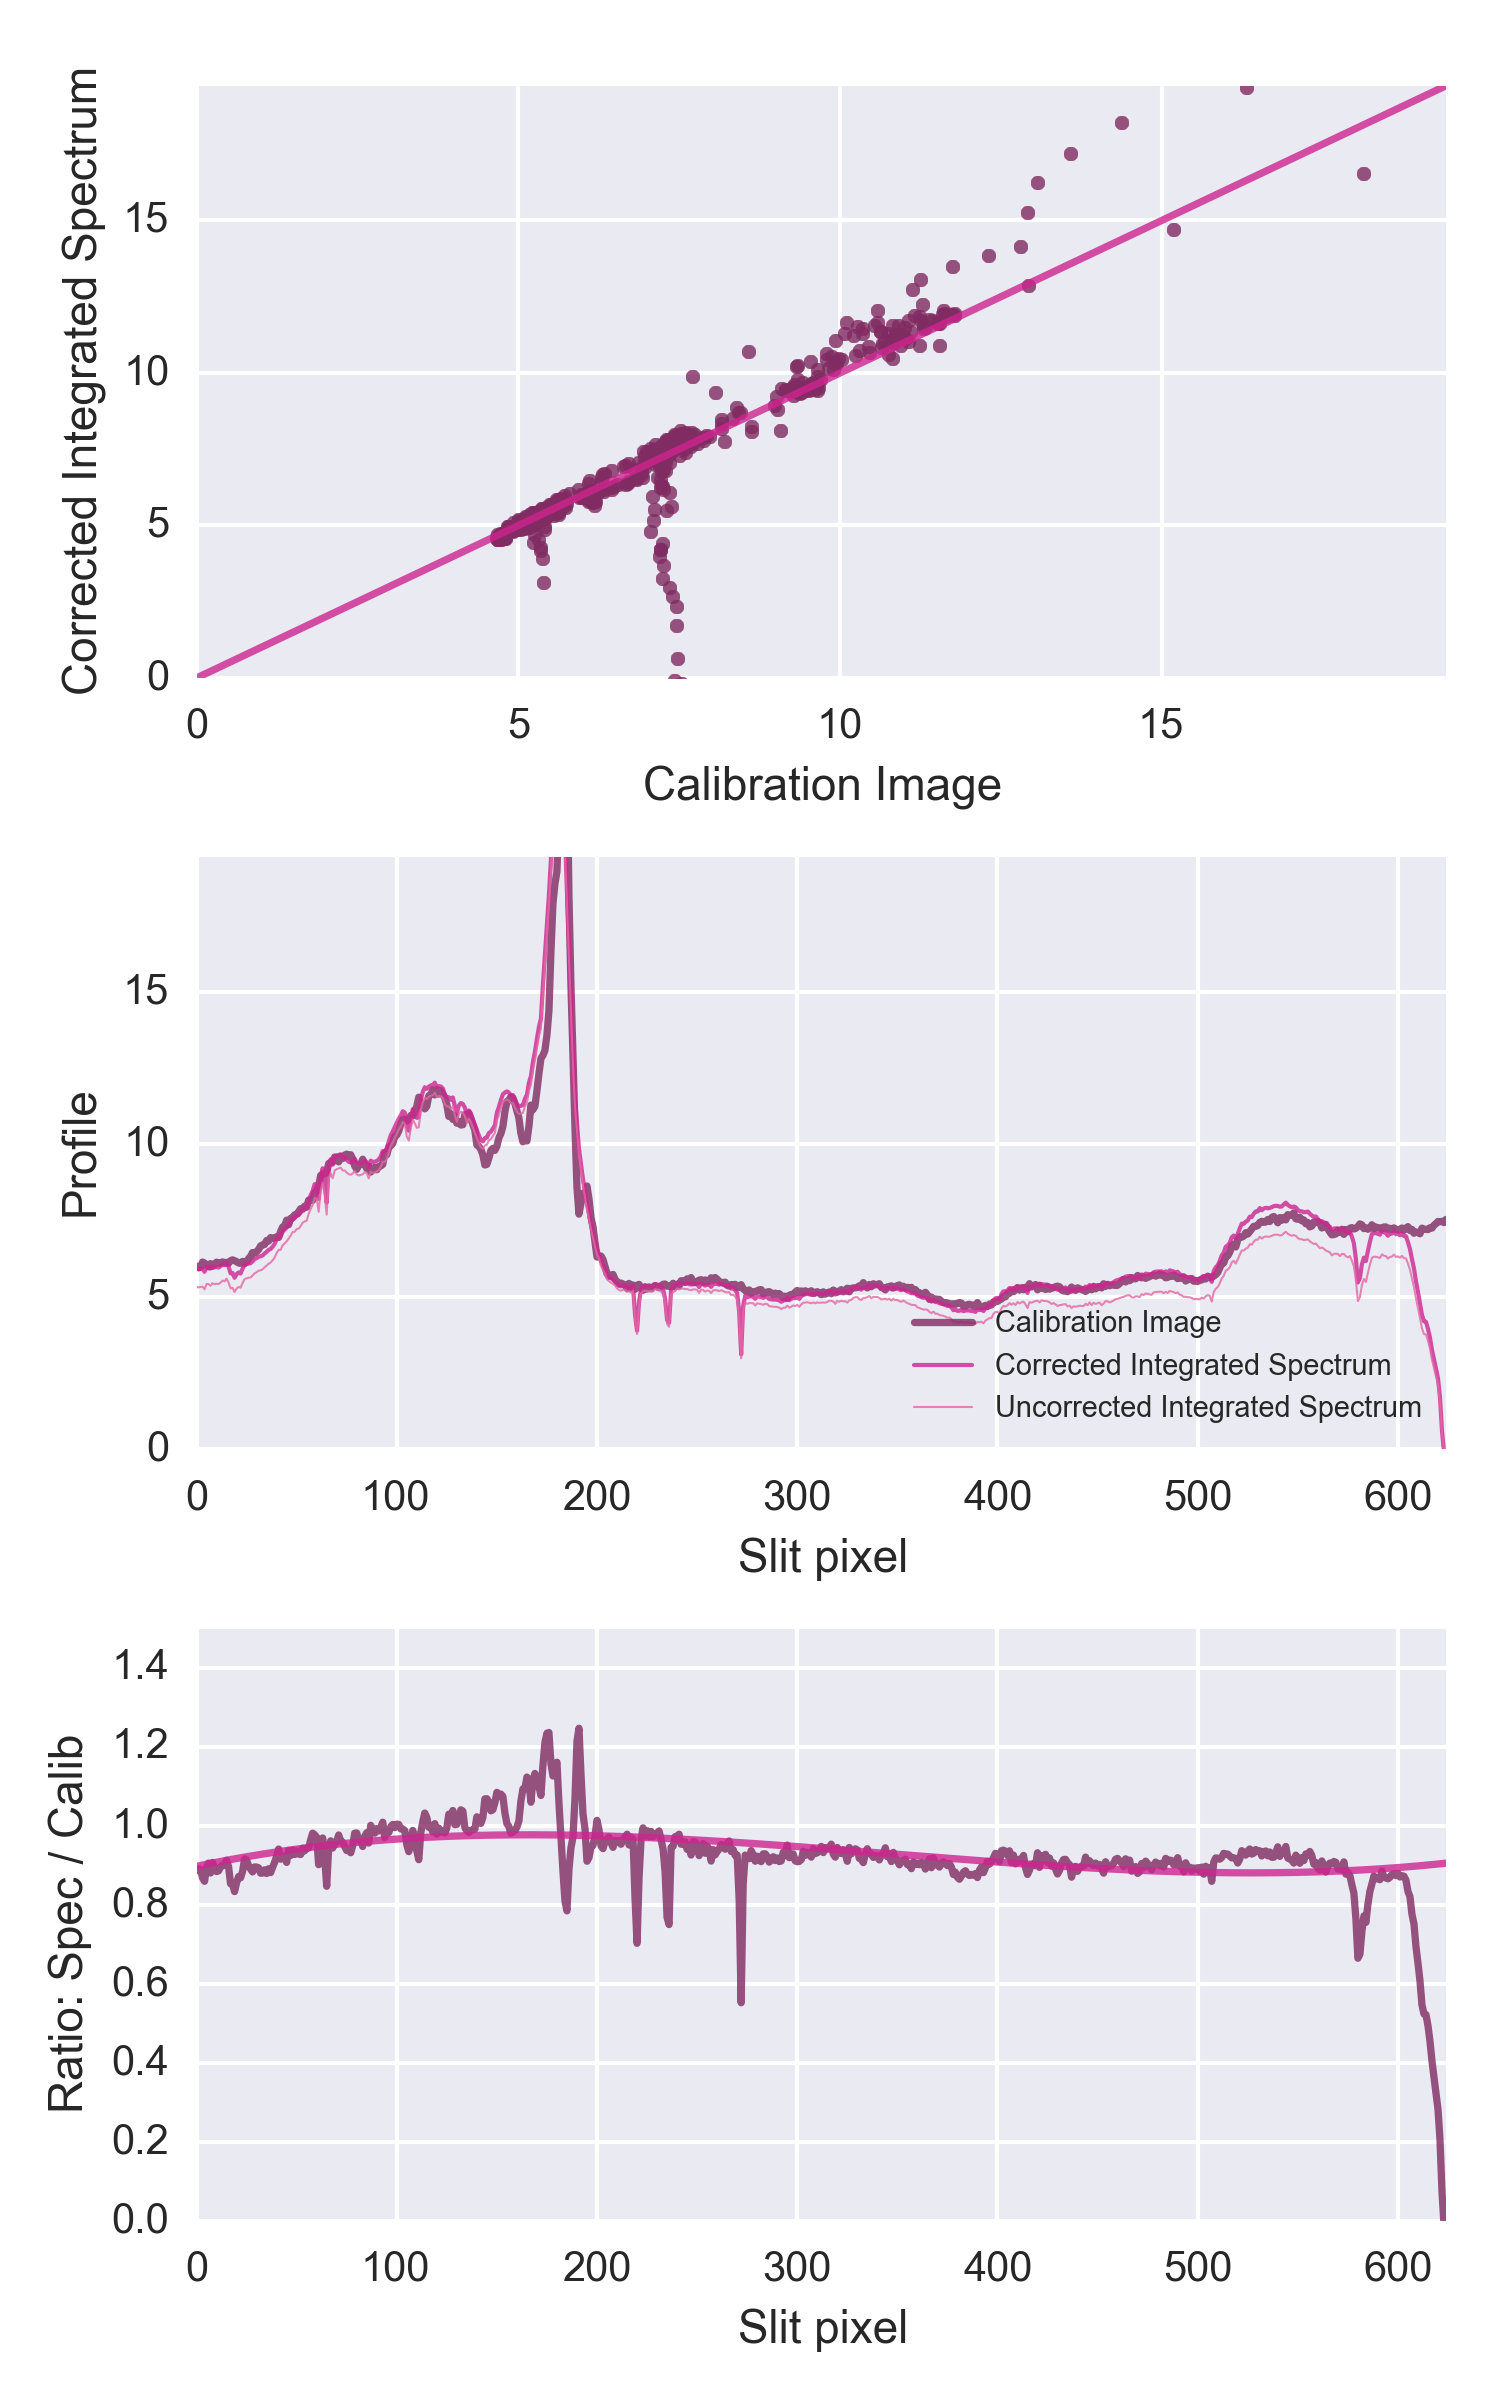 Corrected Integrated Spectrum
15
10
5
0
0 5 10 15
Calibration Image
Profile
15
10
5
0
Calibration Image
Corrected Integrated Spectrum
Uncorrected Integrated Spectrum
0 100 200 300 400 500 600
Slit pixel
Ratio: Spec / Calib
1.4
1.2
1.0
0.8
0.6
0.4
0.2
0.0
0 100 200 300 400 500 600
Slit pixel